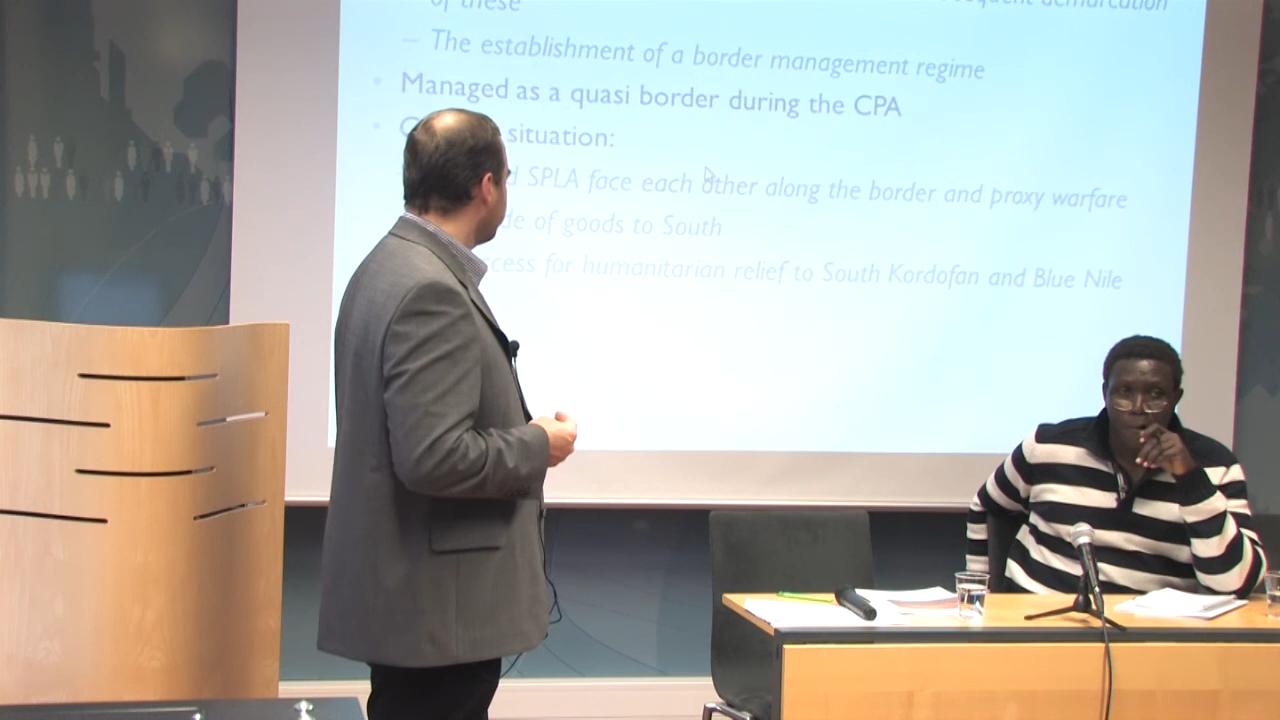 of these demarcation
– The establishment of a border management regime
• Managed as a quasi border during the CPA
• situation:
SPLA face each other along the border and proxy warfare
of goods to South
for humanitarian relief to South Kordofan and Blue Nile